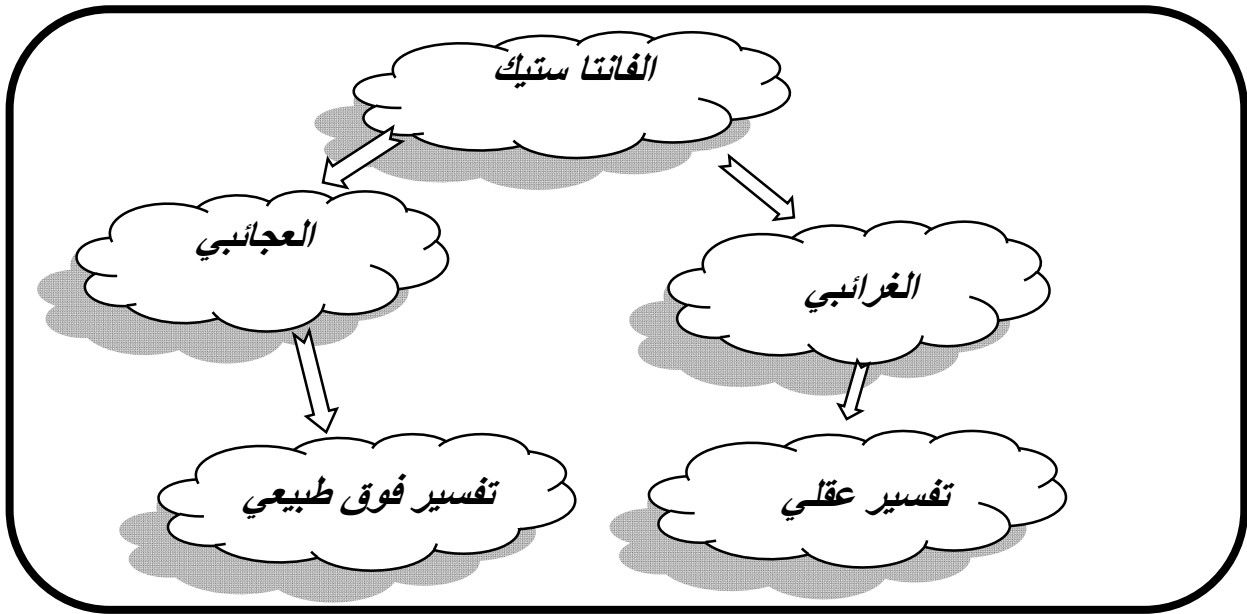 الفانتا ستيك
الغرائبي
العجائبي
تفسير عقلي
تفسير فوق طبيعي